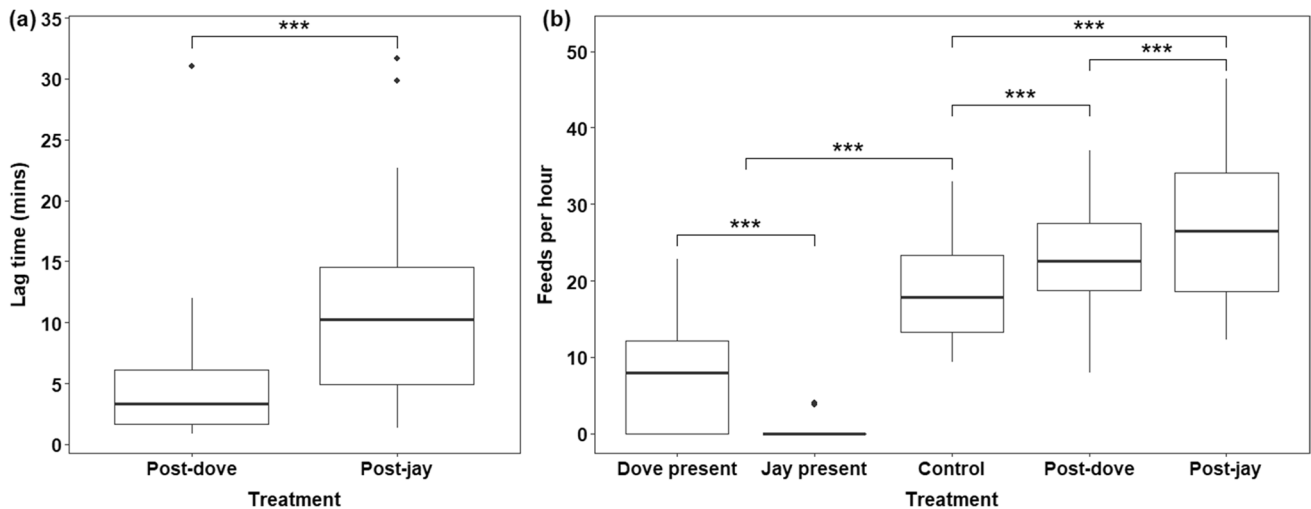 (a)
35
30
25
20
15
10
5
0
Lag time (mins)
***
Post-dove Post-jay
Treatment
(b)
50
40
30
20
10
0
Feeds per hour
***
***
***
***
***
Dove present Jay present Control Post-dove Post-jay
Treatment